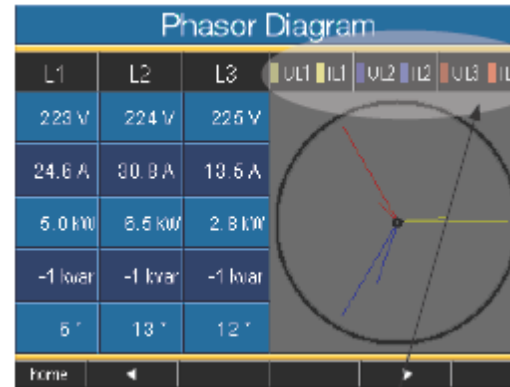 Phasor Diagram
L1 L2 L3 UL1 IL1 UL2 IL2 UL3
223 V 224 V 225 V
24.6 A 30.8 A 13.6 A
5.0 kW 6.5 kW 2.8 kW
-1 kvar -1 kvar -1 kvar
6° 13° 12°
home